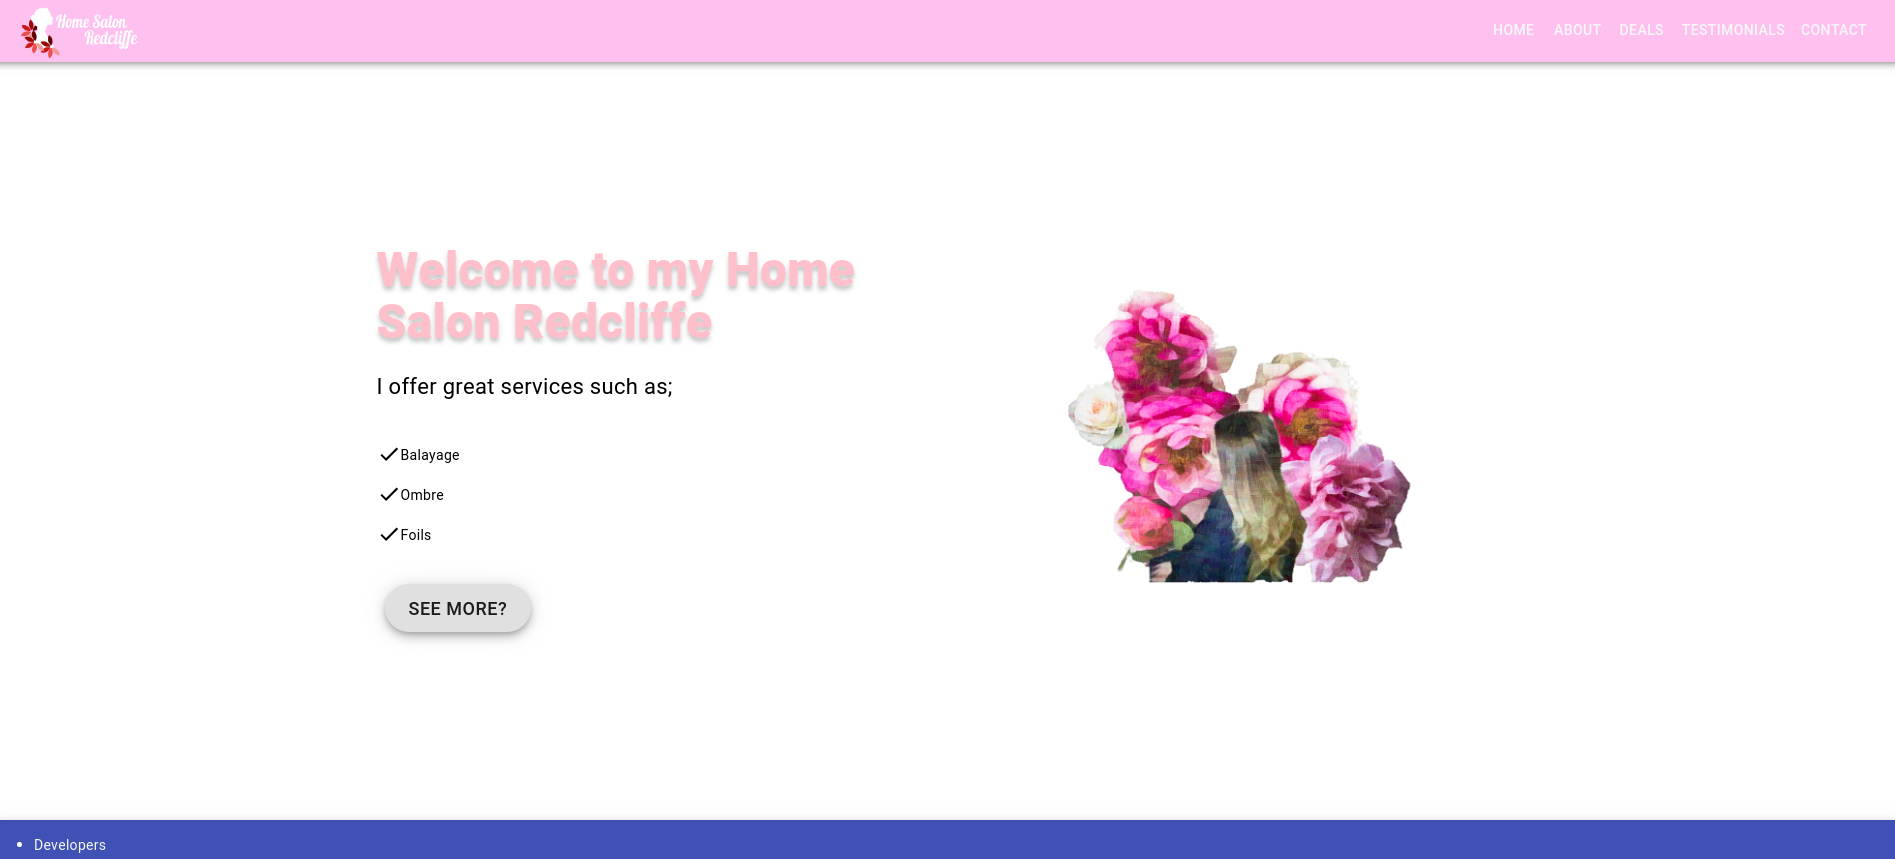 Home Salon
Redcliffe
HOME ABOUT DEALS TESTIMONIALS CONTACT
Welcome to my Home
Salon Redcliffe
I offer great services such as;
Balayage
Ombre
Foils
SEE MORE?
Developers